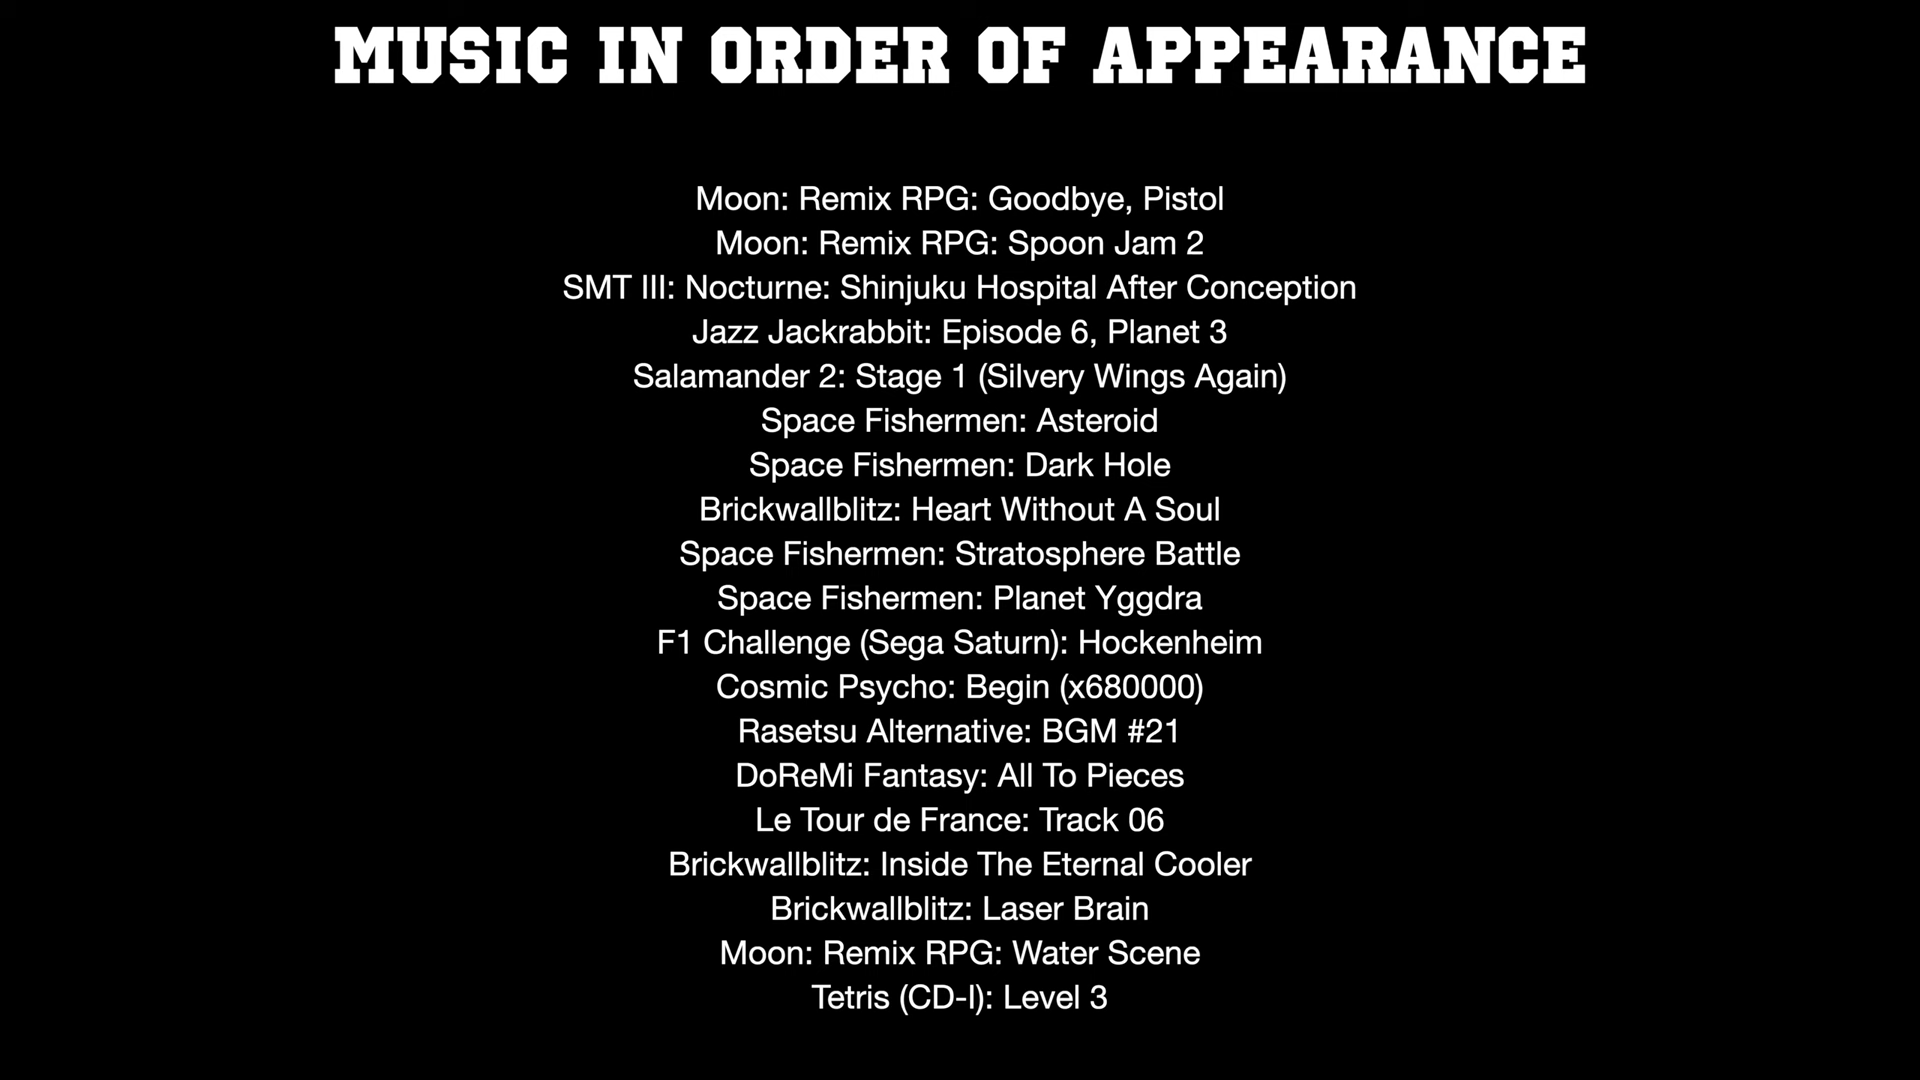 MUSIC IN ORDER OF APPEARANCE
Moon: Remix RPG: Goodbye, Pistol
Moon: Remix RPG: Spoon Jam 2
SMT III: Nocturne: Shinjuku Hospital After Conception
Jazz Jackrabbit: Episode 6, Planet 3
Salamander 2: Stage 1 (Silvery Wings Again)
Space Fishermen: Asteroid
Space Fishermen: Dark Hole
Brickwallblitz: Heart Without A Soul
Space Fishermen: Stratosphere Battle
Space Fishermen: Planet Yggdra
F1 Challenge (Sega Saturn): Hockenheim
Cosmic Psycho: Begin (x680000)
Rasetsu Alternative: BGM #21
DoReMi Fantasy: All To Pieces
Le Tour de France: Track 06
Brickwallblitz: Inside The Eternal Cooler
Brickwallblitz: Laser Brain
Moon: Remix RPG: Water Scene
Tetris (CD-I): Level 3